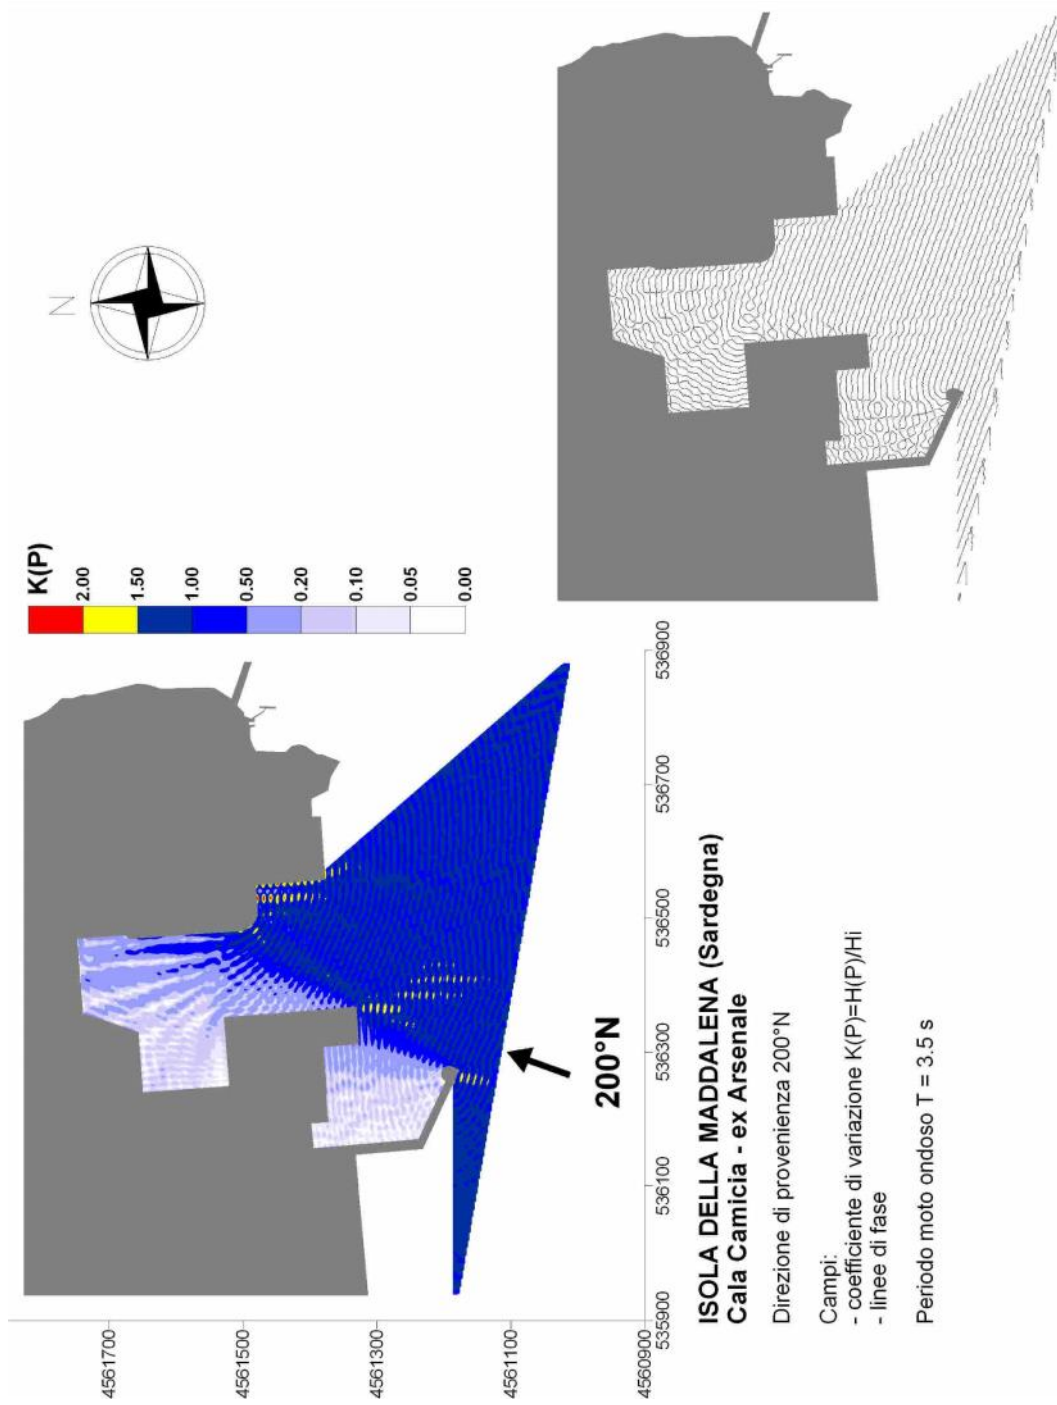 N
K(P)
2.00
1.50
1.00
0.50
0.20
0.10
0.05
0.00
4561700
4561500
4561300
4561100
4560900
535900
536100
536300
536500
536700
536900
200°N
ISOLA DELLA MADDALENA (Sardegna)
Cala Camicia - ex Arsenale
Direzione di provenienza 200°N
Campi:
- coefficiente di variazione K(P)=H(P)/Hi
- linee di fase
Periodo moto ondoso T = 3.5 s